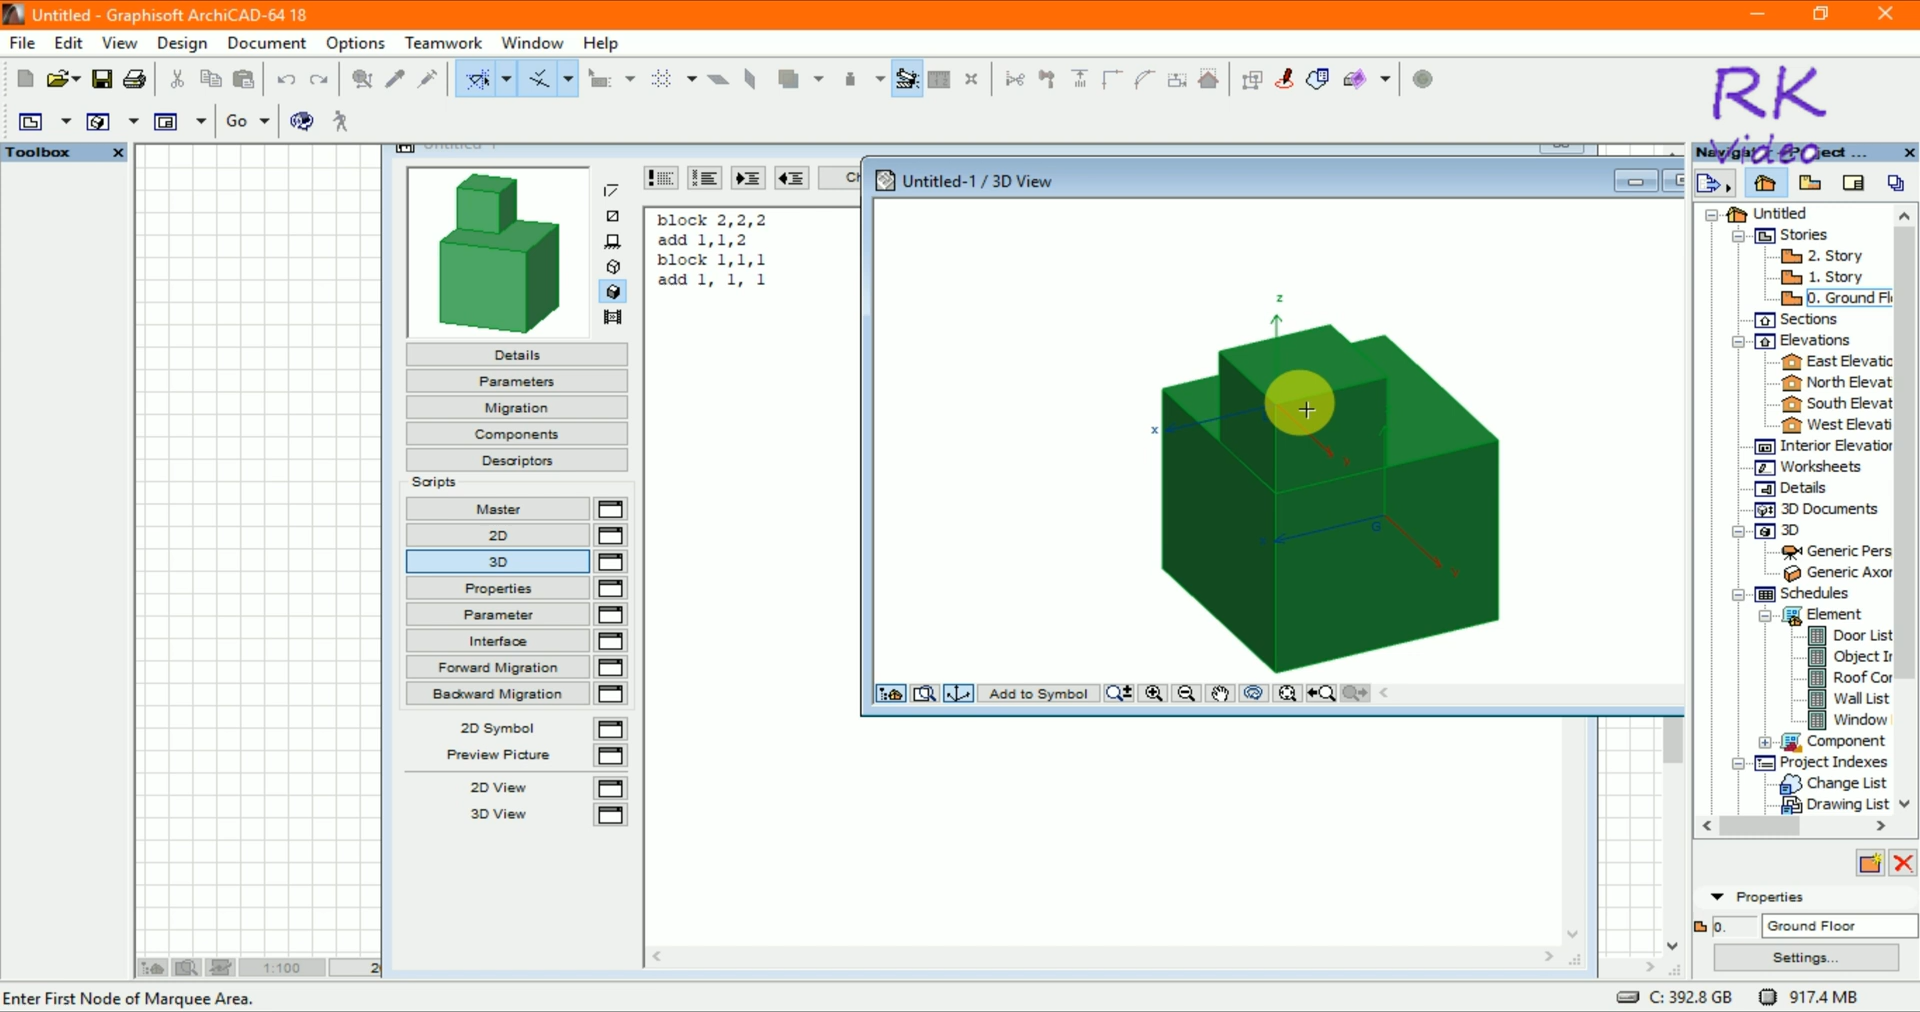 Untitled - Graphisoft ArchiCAD-64 18
File Edit View Design Document Options Teamwork Window Help
RK
Video
Go
Toolbox
Untitled-1 / 3D View
block 2,2,2
add 1,1,2
block 1,1,1
add 1, 1, 1
Details
Parameters
Migration
Components
Descriptors
Scripts
Master
2D
3D
Properties
Parameter
Interface
Forward Migration
Backward Migration
2D Symbol
Preview Picture
2D View
3D View
z
x
G
Add to Symbol
1:100
Untitled
Stories
2. Story
1. Story
0. Ground Fl
Sections
Elevations
East Elevatic
North Elevat
South Elevat
West Elevati
Interior Elevation
Worksheets
Details
3D Documents
3D
Generic Pers
Generic Axor
Schedules
Element
Door List
Object Ir
Roof Cor
Wall List
Window
Component
Project Indexes
Change List
Drawing List
Properties
0. Ground Floor
Settings...
Enter First Node of Marquee Area.
C: 392.8 GB 917.4 MB